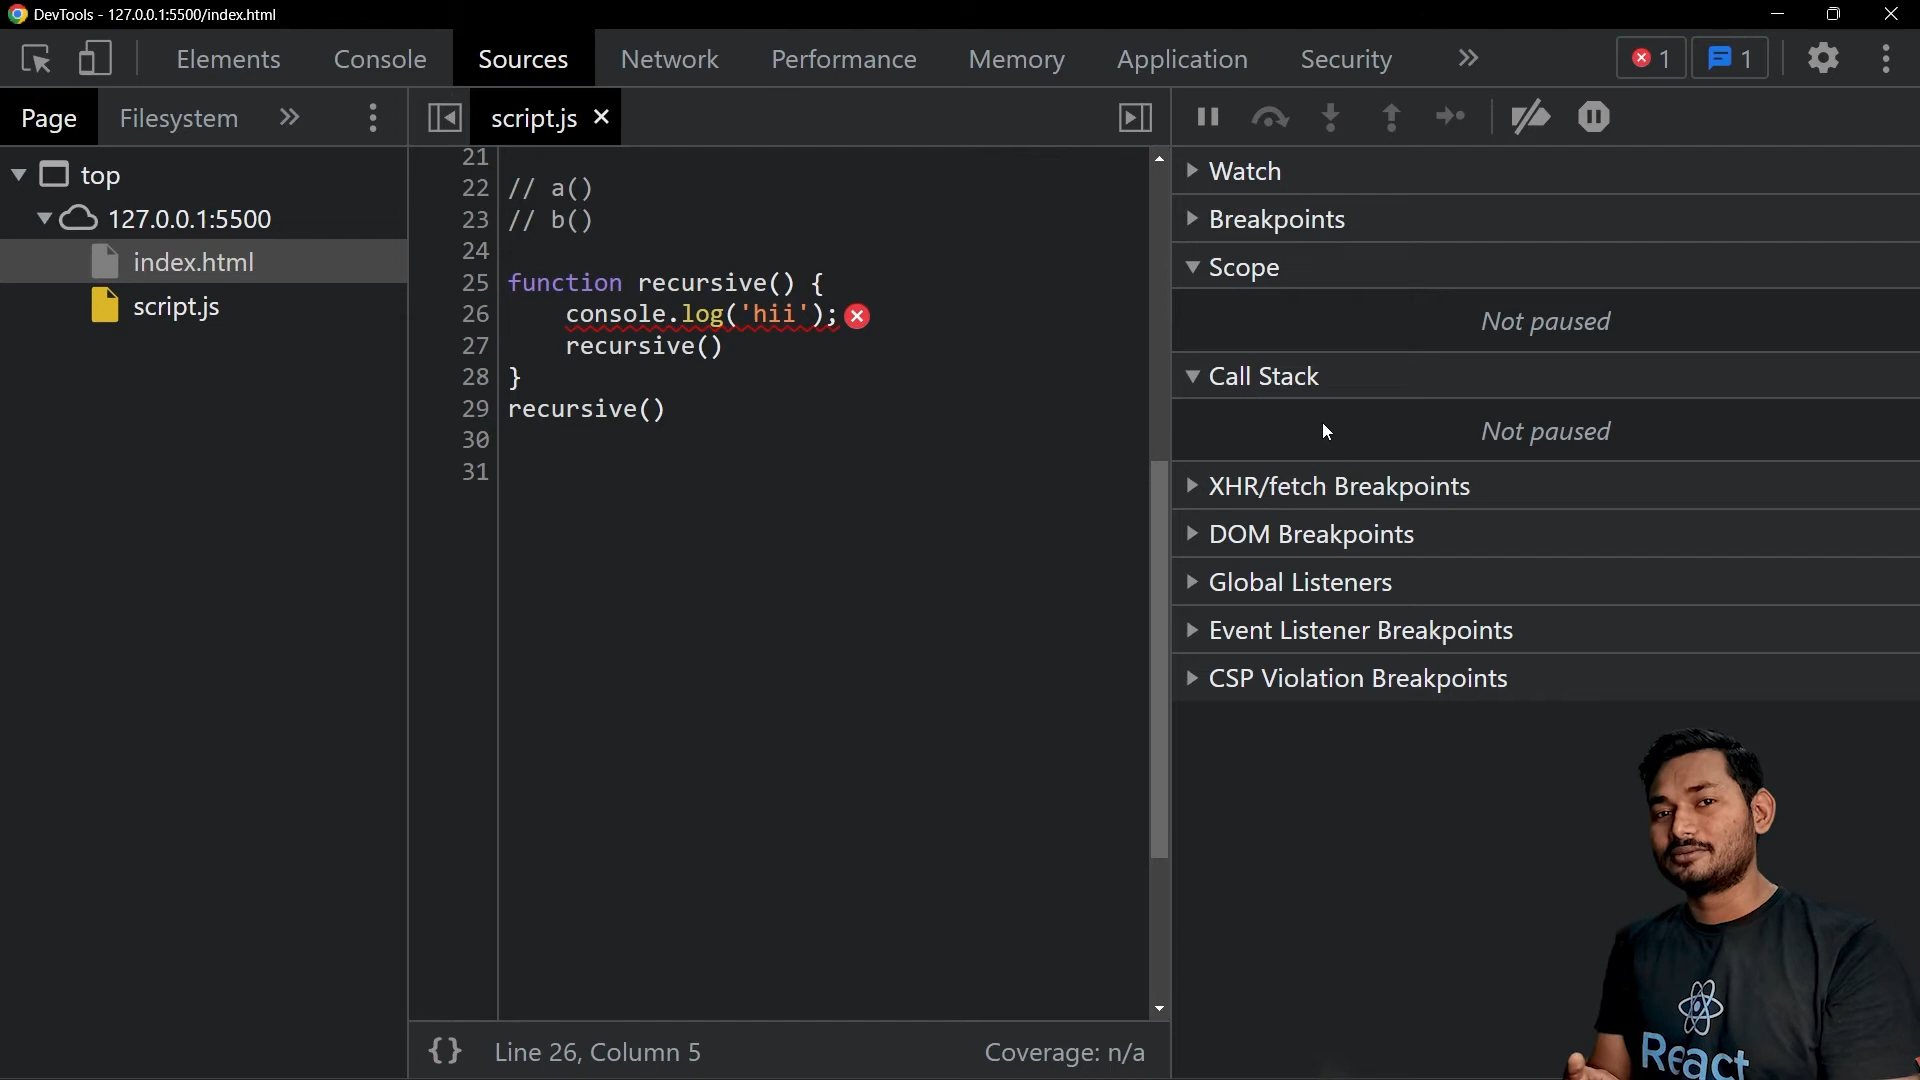 DevTools - 127.0.0.1:5500/index.html
Elements Console Sources Network Performance Memory Application Security 1 1
Page Filesystem script.js
top
127.0.0.1:5500
index.html
script.js
21
22 // a()
23 // b()
24
25 function recursive() {
26 console.log('hii');
27 recursive()
28 }
29 recursive()
30
31
{} Line 26, Column 5 Coverage: n/a
Watch
Breakpoints
Scope
Not paused
Call Stack
Not paused
XHR/fetch Breakpoints
DOM Breakpoints
Global Listeners
Event Listener Breakpoints
CSP Violation Breakpoints
React